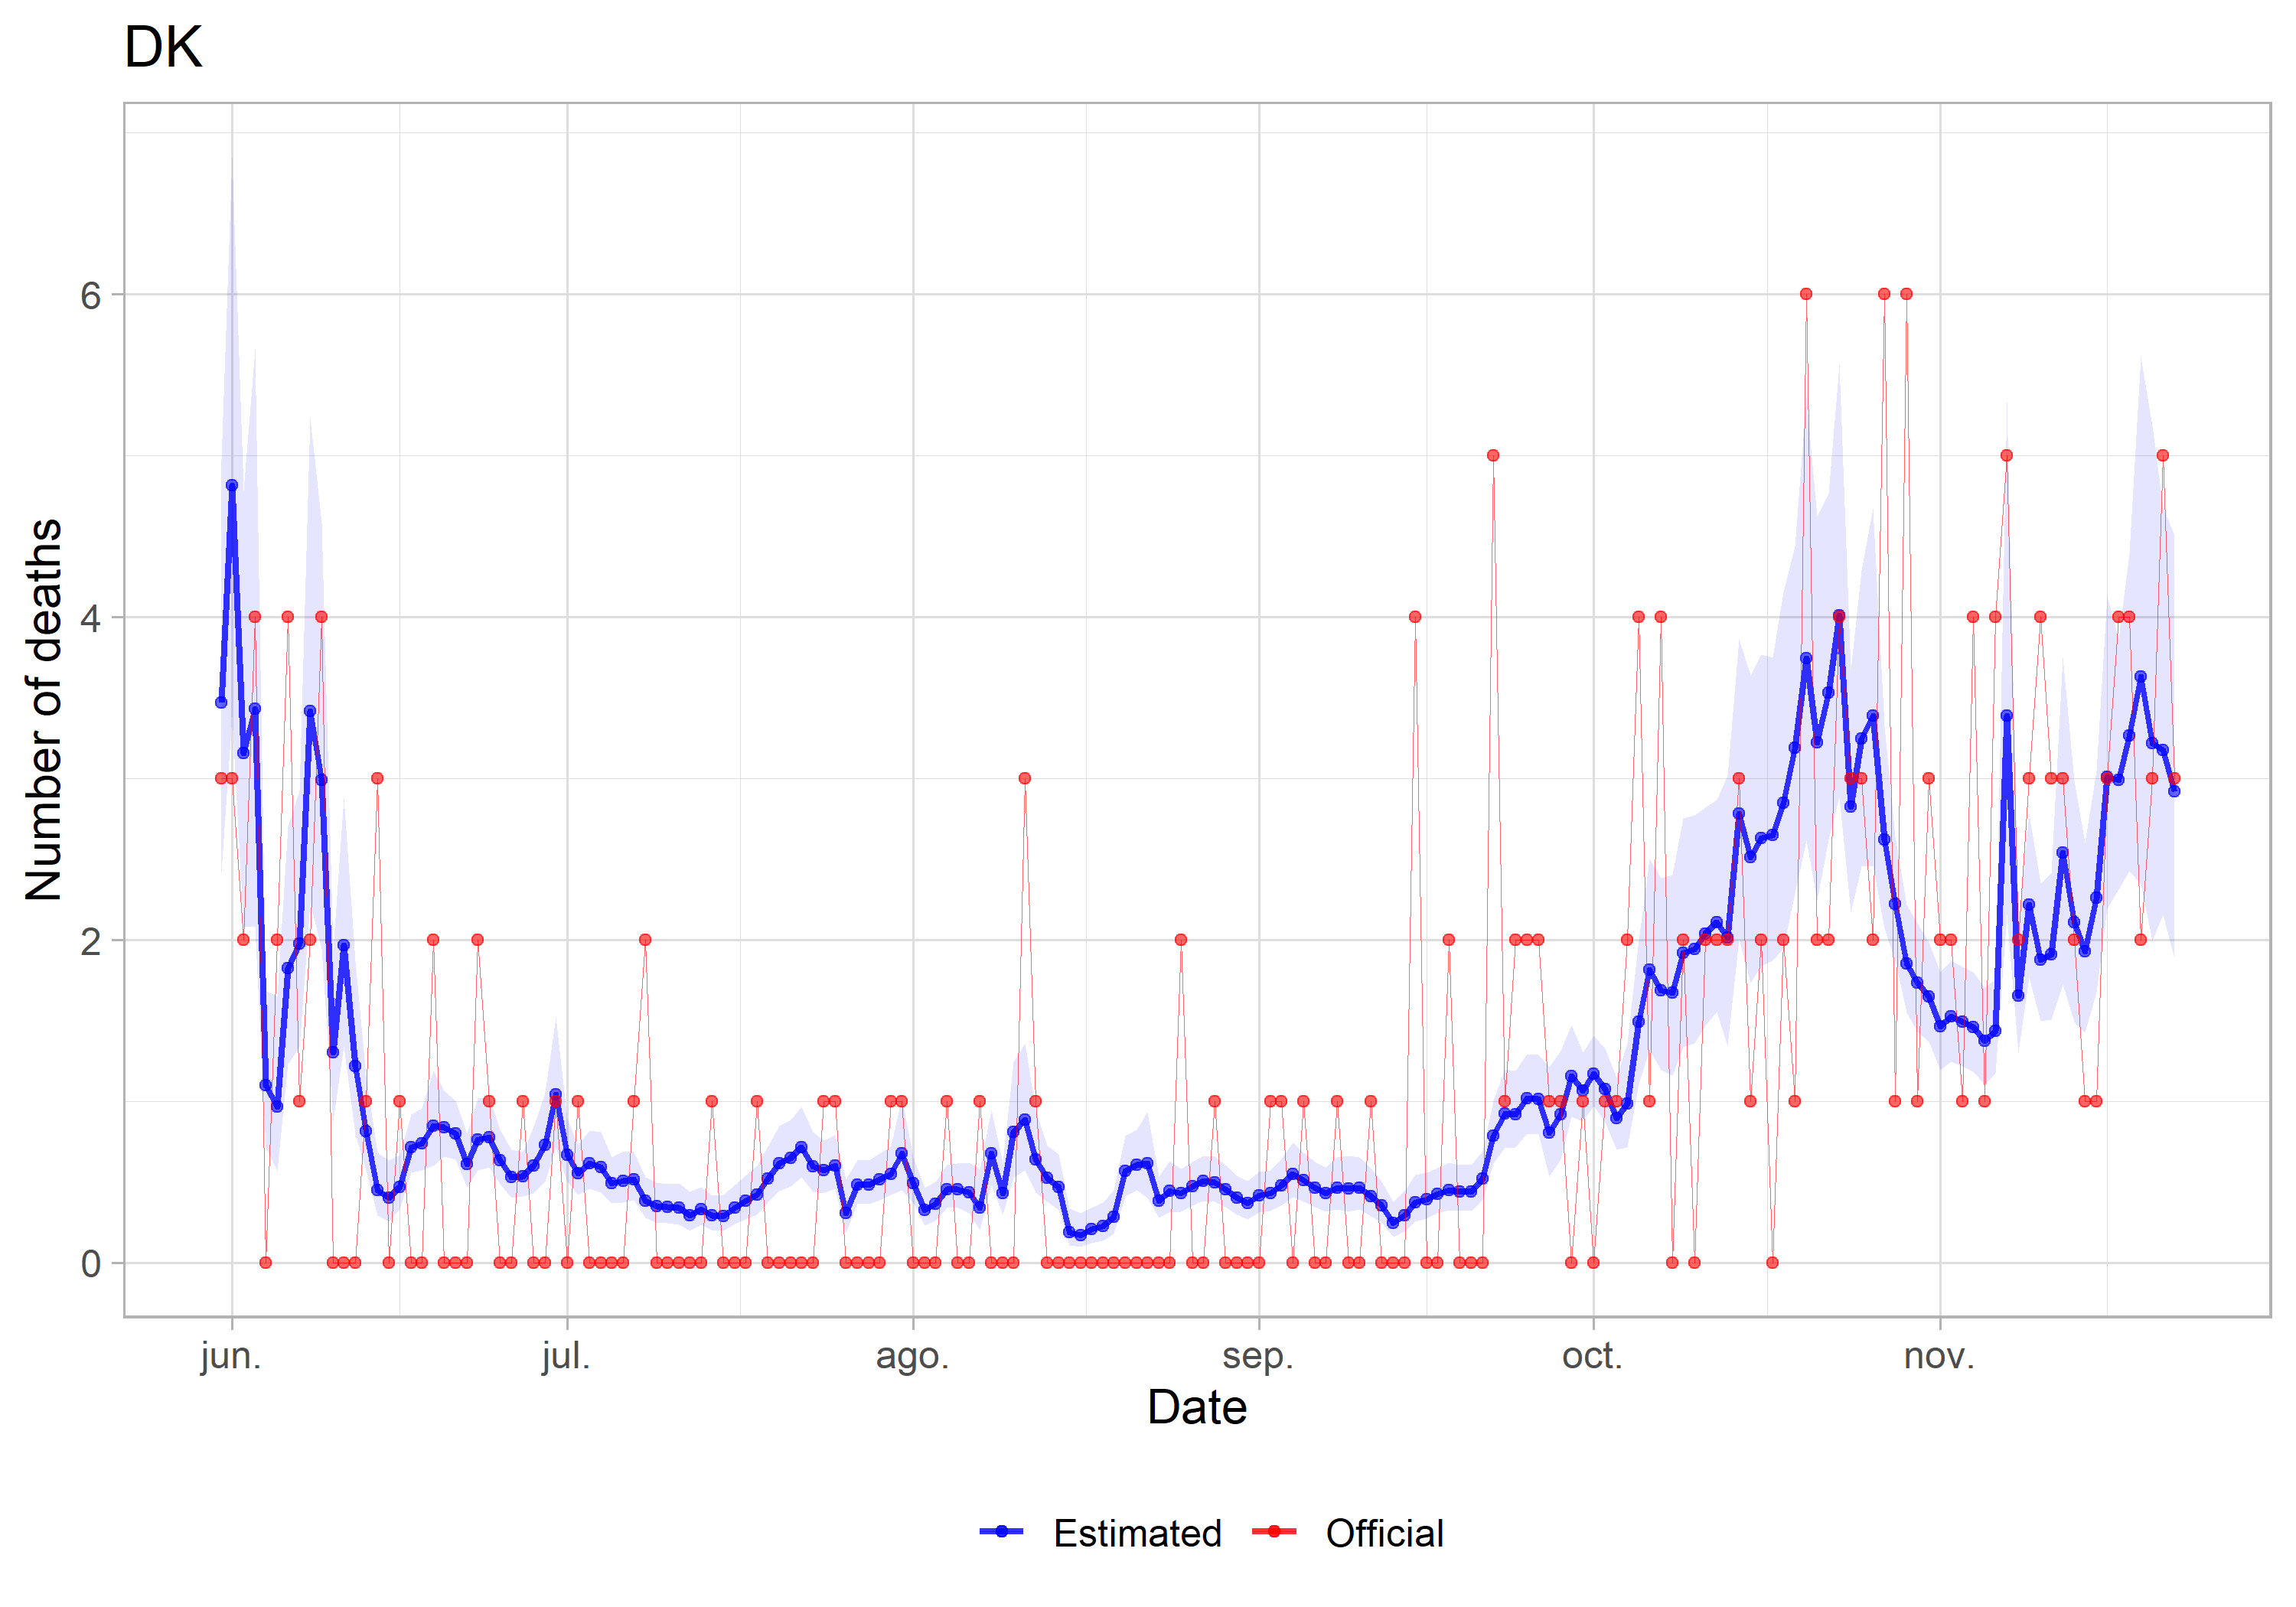 DK
Number of deaths
6
4
2
0
jun. jul. ago. sep. oct. nov.
Date
Estimated Official